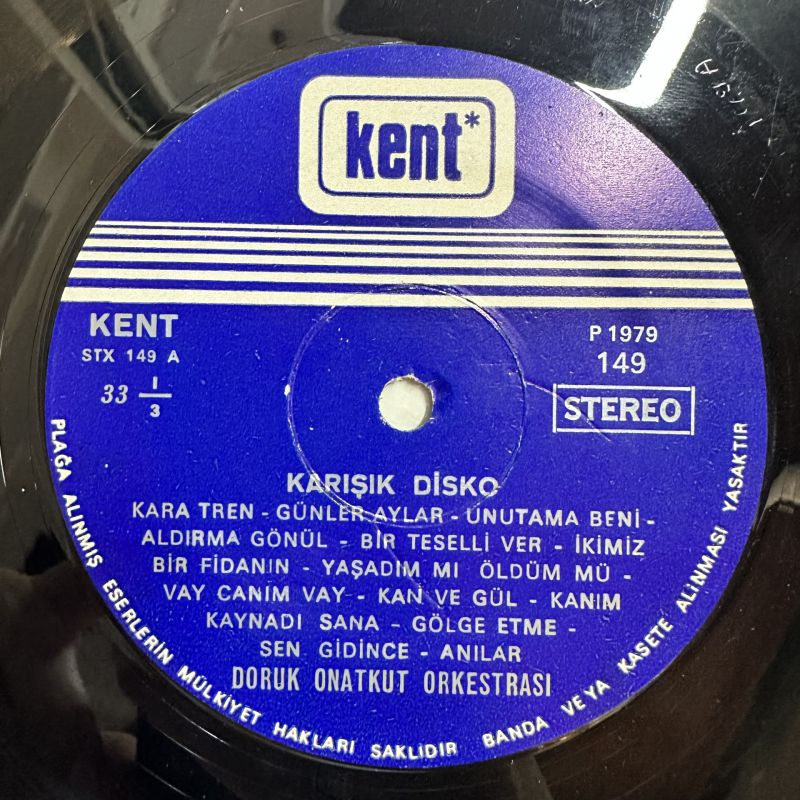 kent*
KENT
STX 149 A
33 1/3
P 1979
149
STEREO
KARIŞIK DİSKO
KARA TREN - GÜNLER AYLAR - UNUTAMA BENİ -
ALDIRMA GÖNÜL - BİR TESELLİ VER - İKİMİZ
BİR FİDANIN - YAŞADIM MI ÖLDÜM MÜ -
VAY CANIM VAY - KAN VE GÜL - KANIM
KAYNADI SANA - GÖLGE ETME -
SEN GİDİNCE - ANILAR
DORUK ONATKUT ORKESTRASI
PLAĞA ALINMIŞ ESERLERİN MÜLKİYET HAKLARI SAKLIDIR BANDA VEYA KASETE ALINMASI YASAKTIR